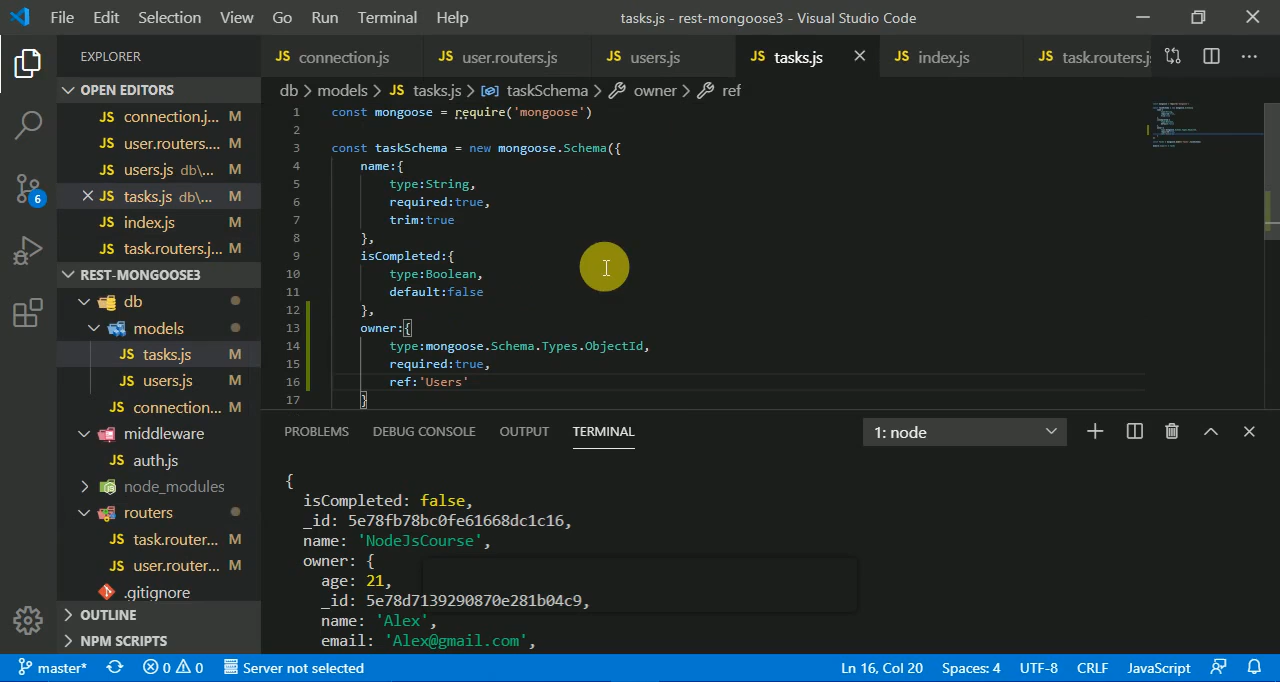 File Edit Selection View Go Run Terminal Help tasks.js - rest-mongoose3 - Visual Studio Code
EXPLORER
JS connection.js JS user.routers.js JS users.js JS tasks.js JS index.js JS task.routers.j
OPEN EDITORS
JS connection.j... M
JS user.routers.... M
JS users.js db\... M
JS tasks.js db\... M
JS index.js M
JS task.routers.j... M
REST-MONGOOSE3
db
models
JS tasks.js M
JS users.js M
JS connection... M
middleware
JS auth.js
node_modules
routers
JS task.router... M
JS user.router... M
.gitignore
OUTLINE
NPM SCRIPTS
6
db > models > JS tasks.js > taskSchema > owner > ref
1 const mongoose = require('mongoose')
2
3 const taskSchema = new mongoose.Schema({
4 name:{
5 type:String,
6 required:true,
7 trim:true
8 },
9 isCompleted:{
10 type:Boolean,
11 default:false
12 },
13 owner:{
14 type:mongoose.Schema.Types.ObjectId,
15 required:true,
16 ref:'Users'
17 }
PROBLEMS DEBUG CONSOLE OUTPUT TERMINAL 1: node
{
isCompleted: false,
_id: 5e78fb78bc0fe61668dc1c16,
name: 'NodeJsCourse',
owner: {
age: 21,
_id: 5e78d7139290870e281b04c9,
name: 'Alex',
email: 'Alex@gmail.com',
master* 0 0 Server not selected Ln 16, Col 20 Spaces: 4 UTF-8 CRLF JavaScript